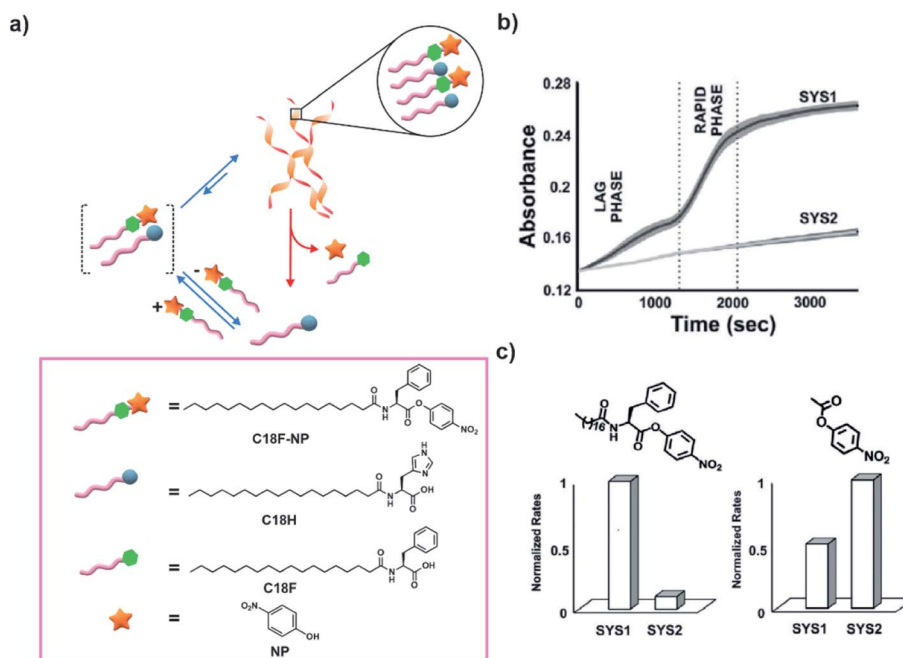 a)
+
-
=
O
N
H
O
O
NO₂
C18F-NP
=
HN
N
O
N
H
OH
O
C18H
=
O
N
H
OH
O
C18F
=
O₂N
OH
NP
b)
Absorbance
0.28
0.24
0.2
0.16
0.12
LAG
PHASE
RAPID
PHASE
SYS1
SYS2
0 1000 2000 3000
Time (sec)
c)
O
( )16 N
H
O
O
NO₂
Normalized Rates
1
0.5
0
SYS1 SYS2
O
O
NO₂
Normalized Rates
1
0.5
0
SYS1 SYS2